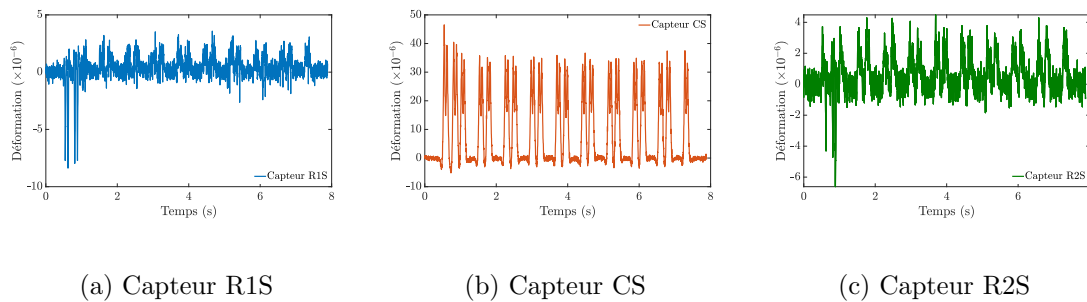 5
0
-5
-10
Déformation (×10⁻⁶)
0 2 4 6 8
Temps (s)
Capteur R1S
50
40
30
20
10
0
-10
Déformation (×10⁻⁶)
0 2 4 6 8
Temps (s)
Capteur CS
4
2
0
-2
-4
-6
Déformation (×10⁻⁶)
0 2 4 6
Temps (s)
Capteur R2S
(a) Capteur R1S
(b) Capteur CS
(c) Capteur R2S